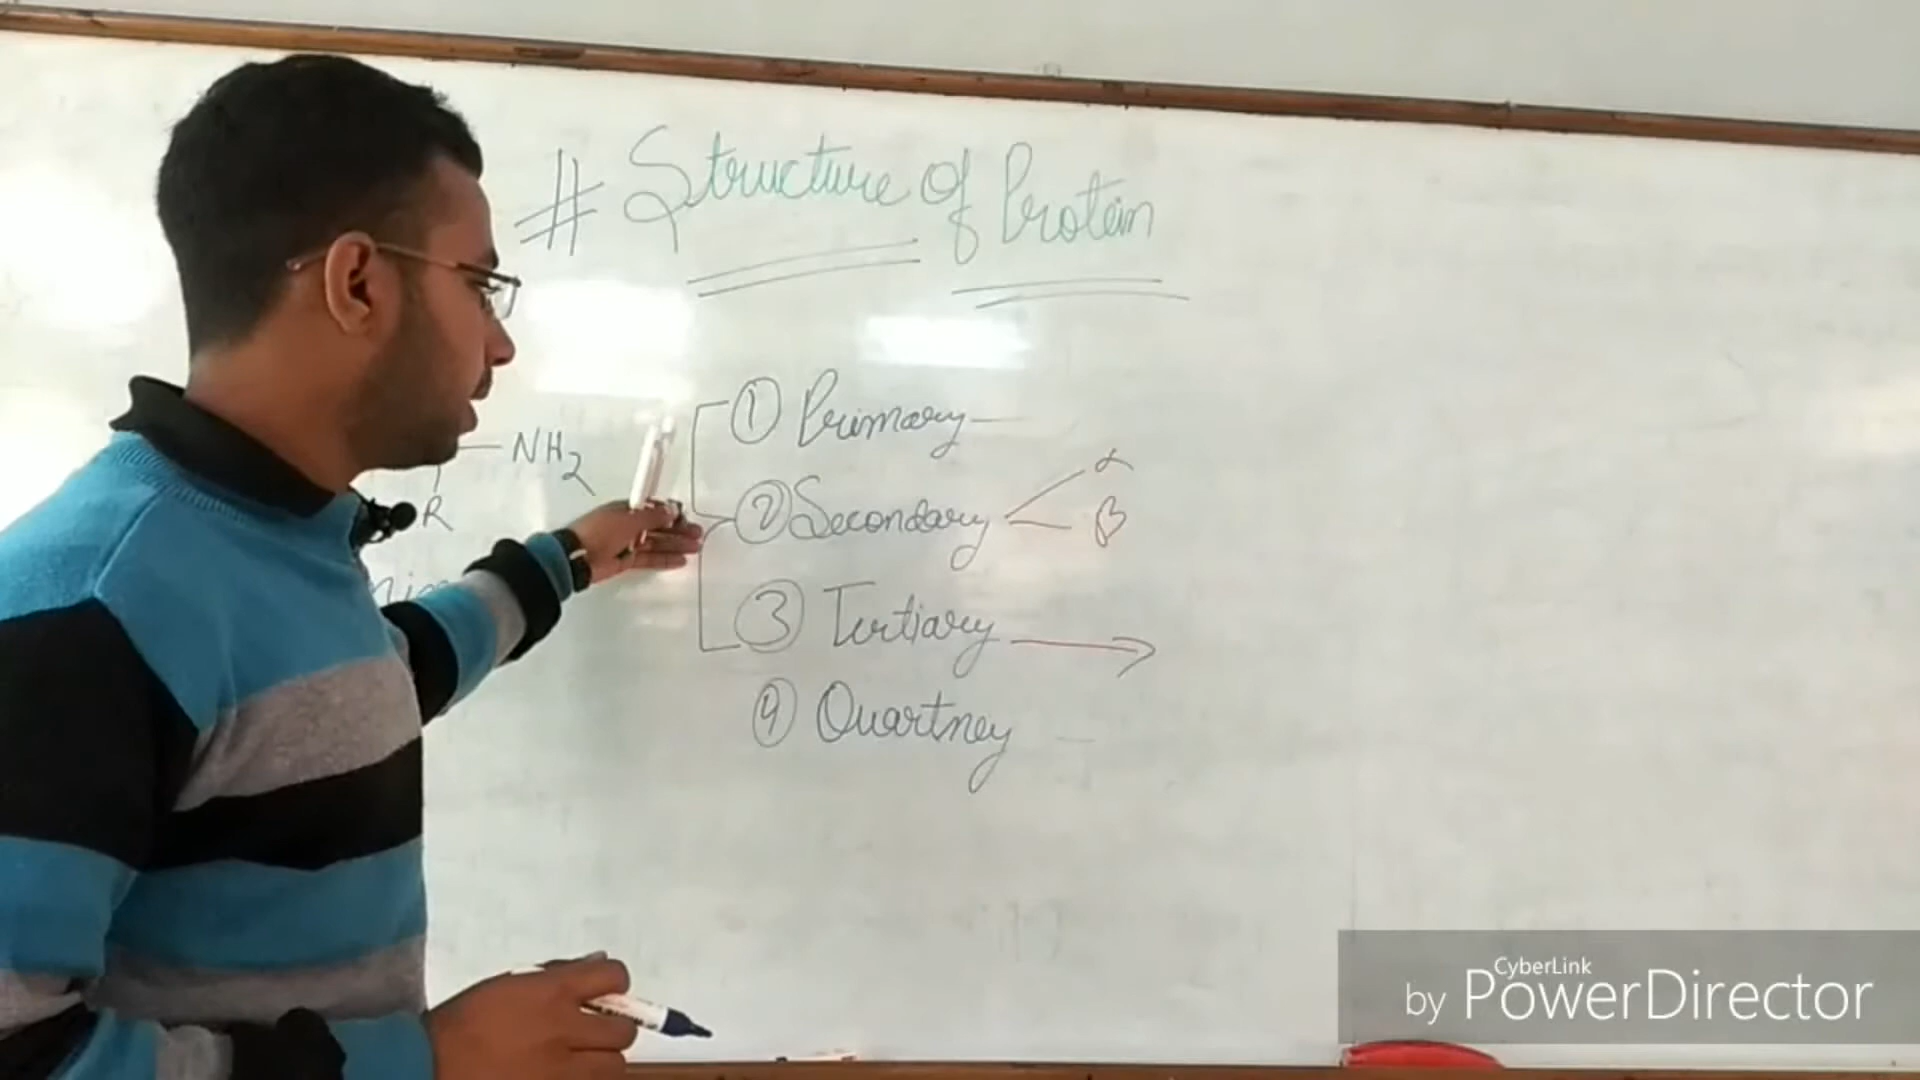 # Structure of Protein
① Primary
NH2
α
R
② Secondary
β
③ Tertiary
④ Quartney
CyberLink
by PowerDirector